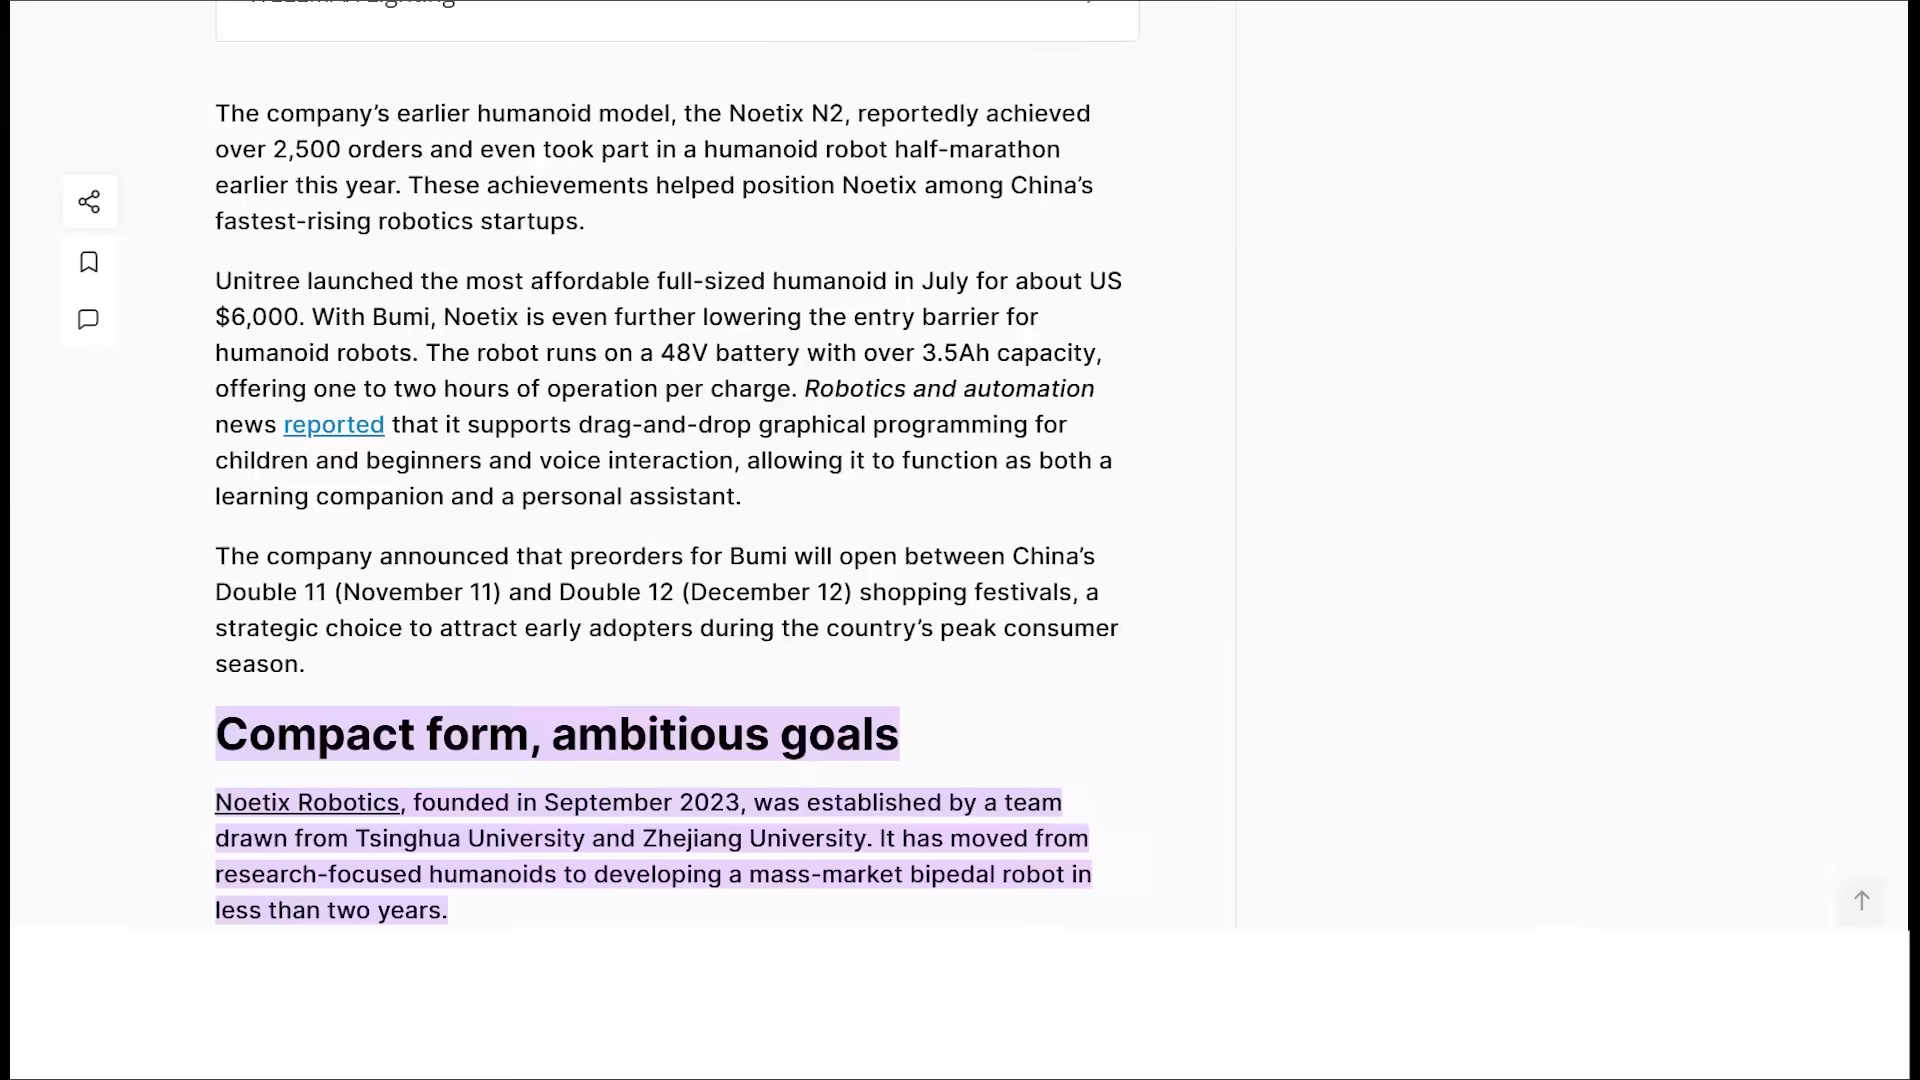 The company’s earlier humanoid model, the Noetix N2, reportedly achieved
over 2,500 orders and even took part in a humanoid robot half-marathon
earlier this year. These achievements helped position Noetix among China’s
fastest-rising robotics startups.
Unitree launched the most affordable full-sized humanoid in July for about US
$6,000. With Bumi, Noetix is even further lowering the entry barrier for
humanoid robots. The robot runs on a 48V battery with over 3.5Ah capacity,
offering one to two hours of operation per charge. Robotics and automation
news reported that it supports drag-and-drop graphical programming for
children and beginners and voice interaction, allowing it to function as both a
learning companion and a personal assistant.
The company announced that preorders for Bumi will open between China’s
Double 11 (November 11) and Double 12 (December 12) shopping festivals, a
strategic choice to attract early adopters during the country’s peak consumer
season.
Compact form, ambitious goals
Noetix Robotics, founded in September 2023, was established by a team
drawn from Tsinghua University and Zhejiang University. It has moved from
research-focused humanoids to developing a mass-market bipedal robot in
less than two years.